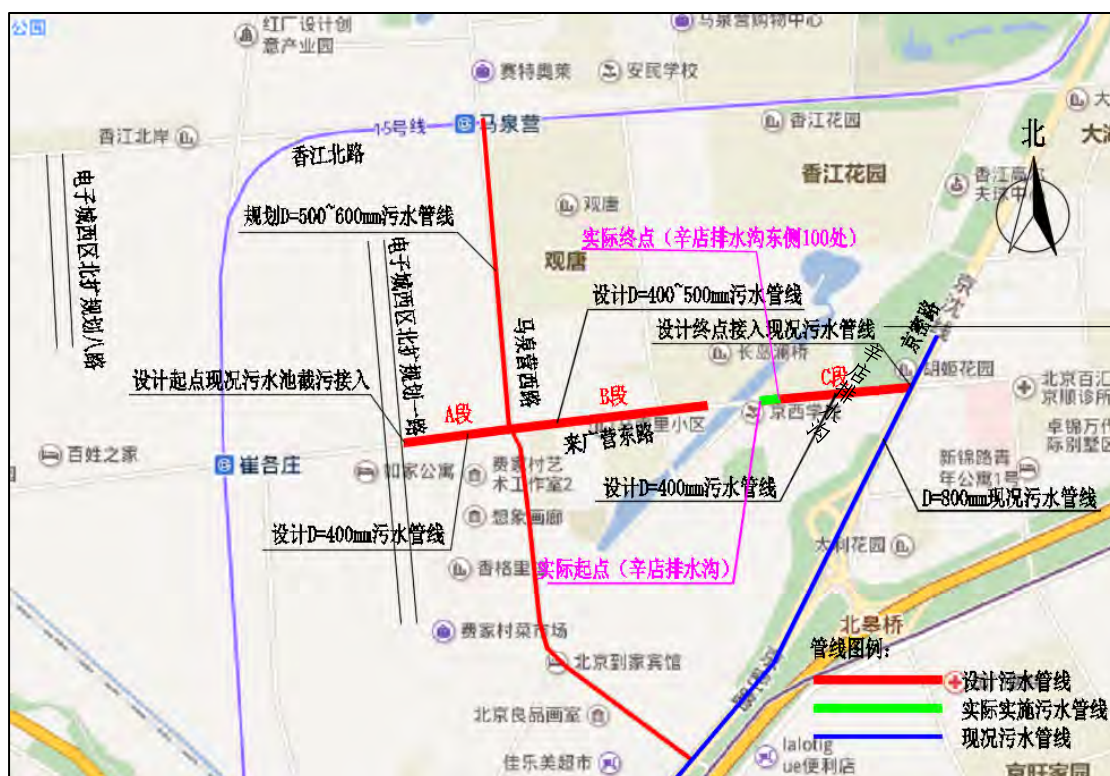 公园
红厂设计创
意产业园
马泉营购物中心
赛特奥莱
安民学校
香江北岸
15号线
马泉营
香江花园
北
香江北路
香江花园
规划D=500~600mm污水管线
观唐
实际终点（辛店排水沟东侧100处）
观唐
京沈线
电子城西区北扩规划八路
电子城西区北扩规划一路
设计D=400~500mm污水管线
京密路
设计终点接入现况污水管线
马泉营西路
长岛澜桥
辛店排水沟
胡姬花园
设计起点现况污水池截污接入
A段
B段
C段
北京百汇
京顺诊所
来广营东路
里小区
京西学
卓锦万代
际别墅区
百姓之家
崔各庄
如家公寓
费家村艺
术工作室2
设计D=400mm污水管线
新锦路青
年公寓1号
D=800mm现况污水管线
设计D=400mm污水管线
想象画廊
太利花园
香格里
实际起点（辛店排水沟）
北皋桥
费家村菜市场
管线图例：
北京到家宾馆
设计污水管线
实际实施污水管线
北京良品画室
现况污水管线
佳乐美超市
lalotig
ue便利店
京旺家园